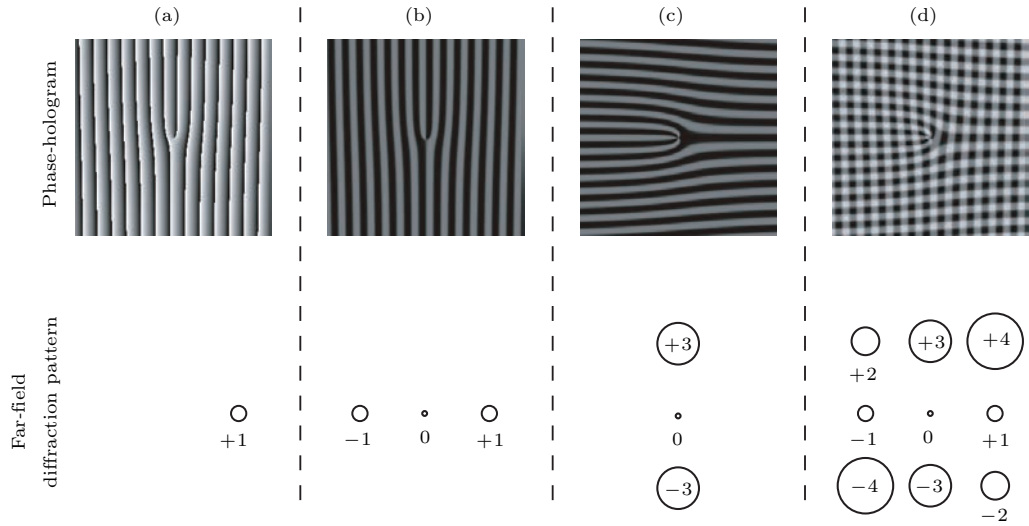 (a)
(b)
(c)
(d)
Phase-hologram
Far-field
diffraction pattern
+1
−1
0
+1
+3
0
−3
+2
+3
+4
−1
0
+1
−4
−3
−2